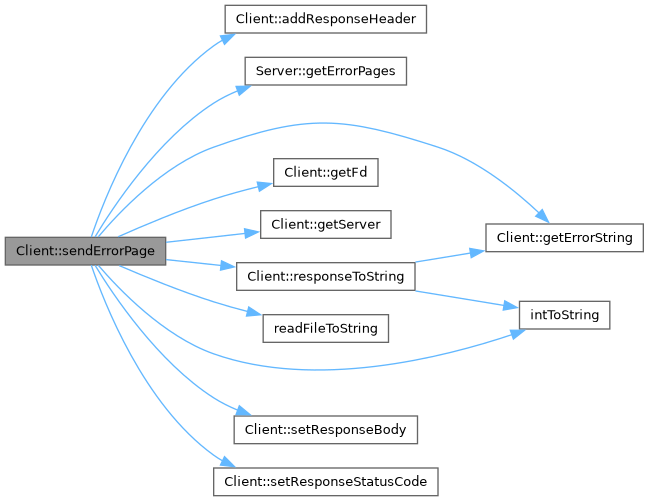 Client::addResponseHeader
Server::getErrorPages
Client::getFd
Client::getServer
Client::getErrorString
Client::sendErrorPage
Client::responseToString
intToString
readFileToString
Client::setResponseBody
Client::setResponseStatusCode